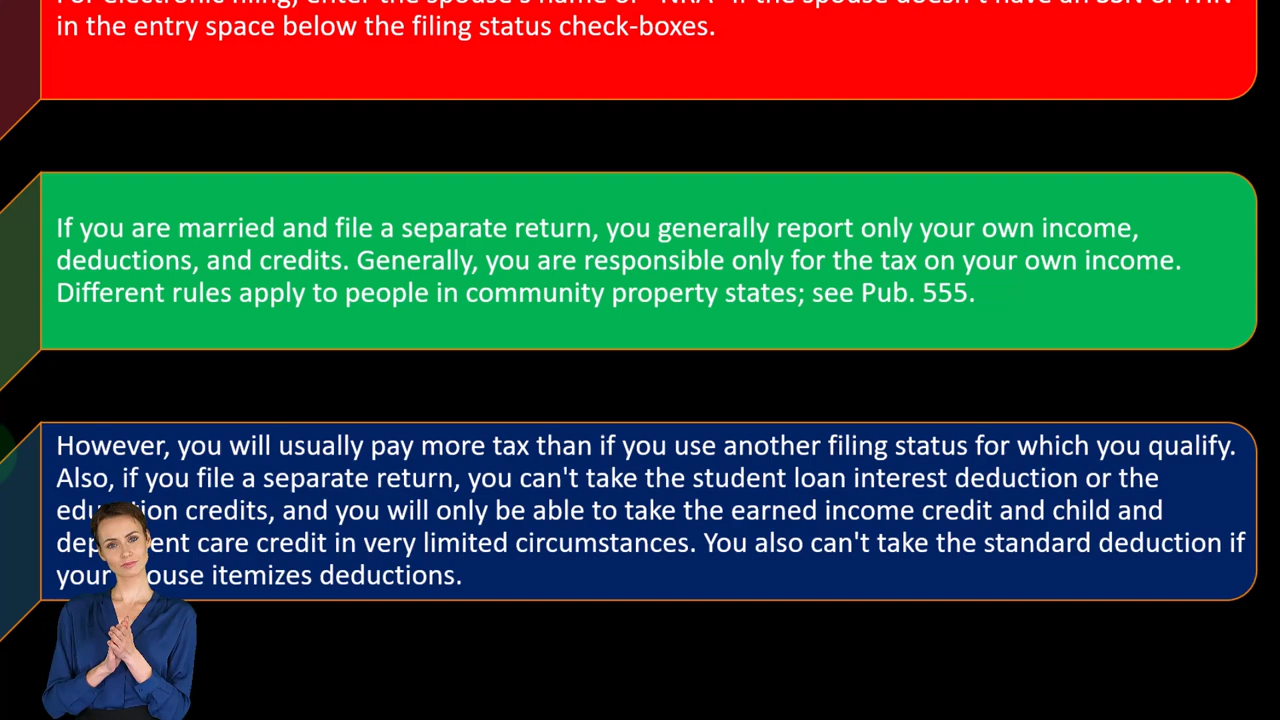 For electronic filing, enter the spouse's name or "NRA" if the spouse doesn't have an SSN or ITIN
in the entry space below the filing status check-boxes.
If you are married and file a separate return, you generally report only your own income,
deductions, and credits. Generally, you are responsible only for the tax on your own income.
Different rules apply to people in community property states; see Pub. 555.
However, you will usually pay more tax than if you use another filing status for which you qualify.
Also, if you file a separate return, you can't take the student loan interest deduction or the
education credits, and you will only be able to take the earned income credit and child and
dependent care credit in very limited circumstances. You also can't take the standard deduction if
your spouse itemizes deductions.